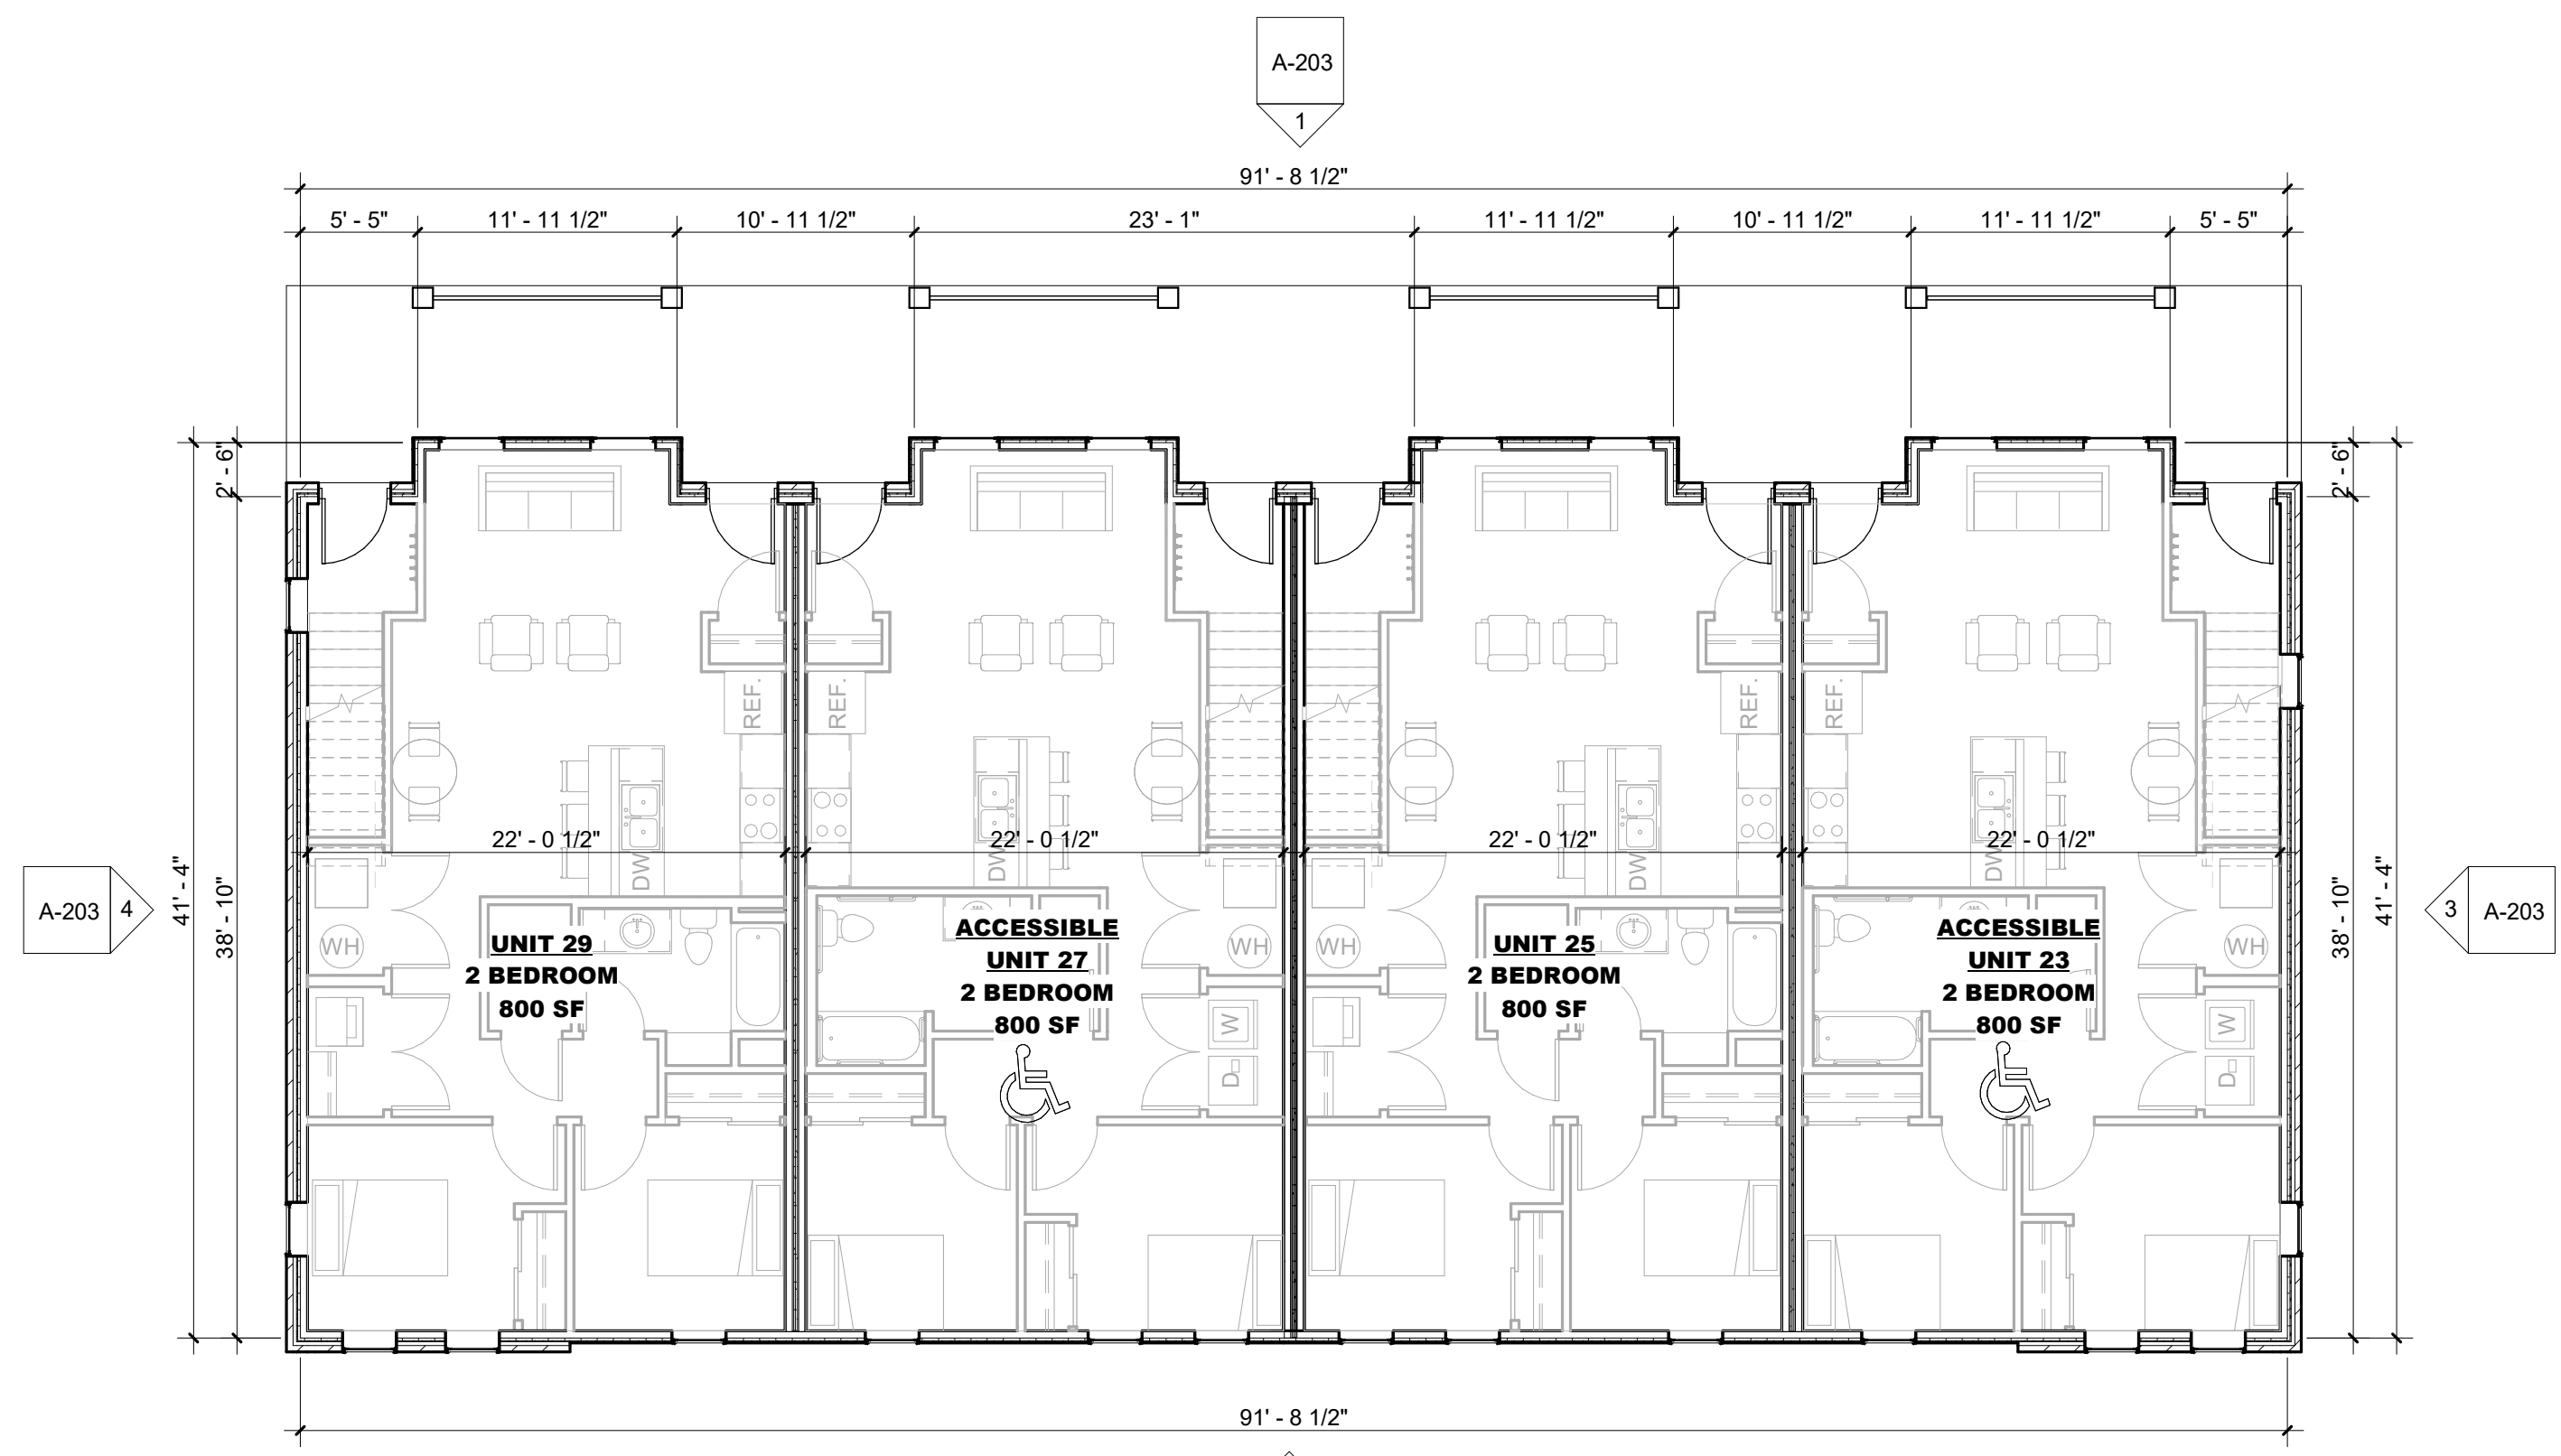 A-203
1
91' - 8 1/2"
5' - 5"
11' - 11 1/2"
10' - 11 1/2"
23' - 1"
11' - 11 1/2"
10' - 11 1/2"
11' - 11 1/2"
5' - 5"
2' - 6"
2' - 6"
REF.
REF.
REF.
REF.
22' - 0 1/2"
22' - 0 1/2"
22' - 0 1/2"
22' - 0 1/2"
DW
DW
DW
DW
A-203
4
41' - 4"
38' - 10"
WH
UNIT 29
2 BEDROOM
800 SF
ACCESSIBLE
UNIT 27
2 BEDROOM
800 SF
WH
WH
UNIT 25
2 BEDROOM
800 SF
ACCESSIBLE
UNIT 23
2 BEDROOM
800 SF
WH
38' - 10"
41' - 4"
3
A-203
W
D
W
D
91' - 8 1/2"